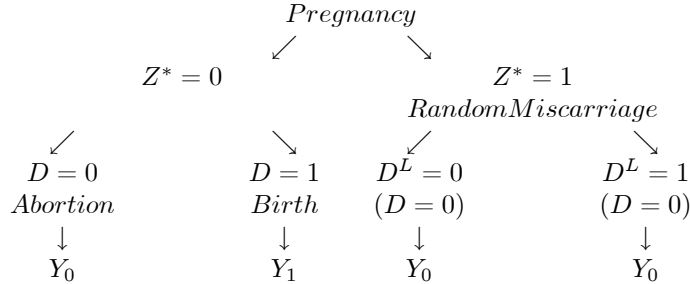 Pregnancy
↙ ↘
Z* = 0 Z* = 1
RandomMiscarriage
↙ ↘ ↙ ↘
D = 0 D = 1 D^L = 0 D^L = 1
Abortion Birth (D = 0) (D = 0)
↓ ↓ ↓ ↓
Y_0 Y_1 Y_0 Y_0